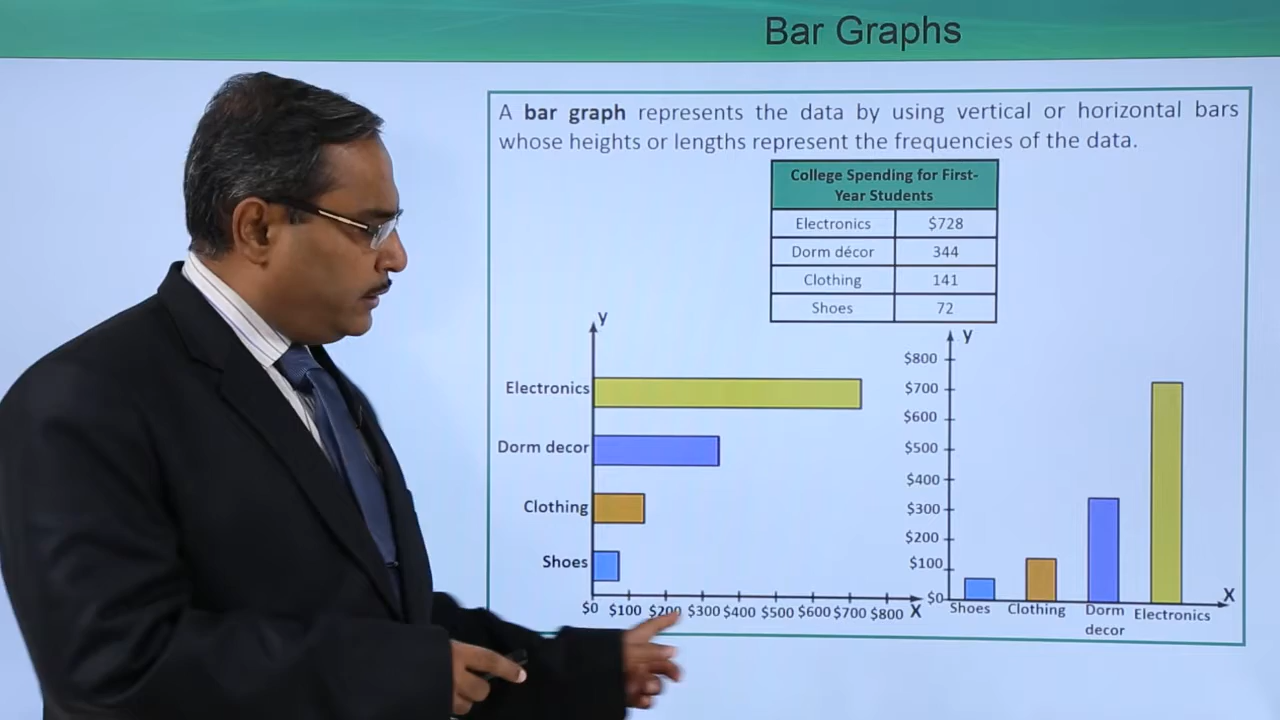 Bar Graphs
A bar graph represents the data by using vertical or horizontal bars
whose heights or lengths represent the frequencies of the data.
College Spending for First-
Year Students
Electronics $728
Dorm décor 344
Clothing 141
Shoes 72
y
Electronics
Dorm decor
Clothing
Shoes
$0 $100 $200 $300 $400 $500 $600 $700 $800 X
y
$800
$700
$600
$500
$400
$300
$200
$100
$0
X
Shoes Clothing Dorm Electronics
decor